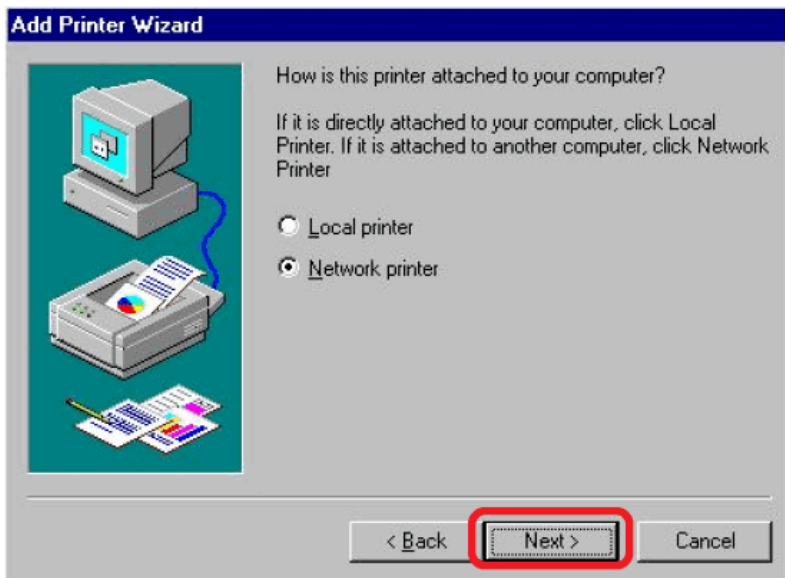 Add Printer Wizard
How is this printer attached to your computer?
If it is directly attached to your computer, click Local
Printer. If it is attached to another computer, click Network
Printer
Local printer
Network printer
< Back
Next >
Cancel